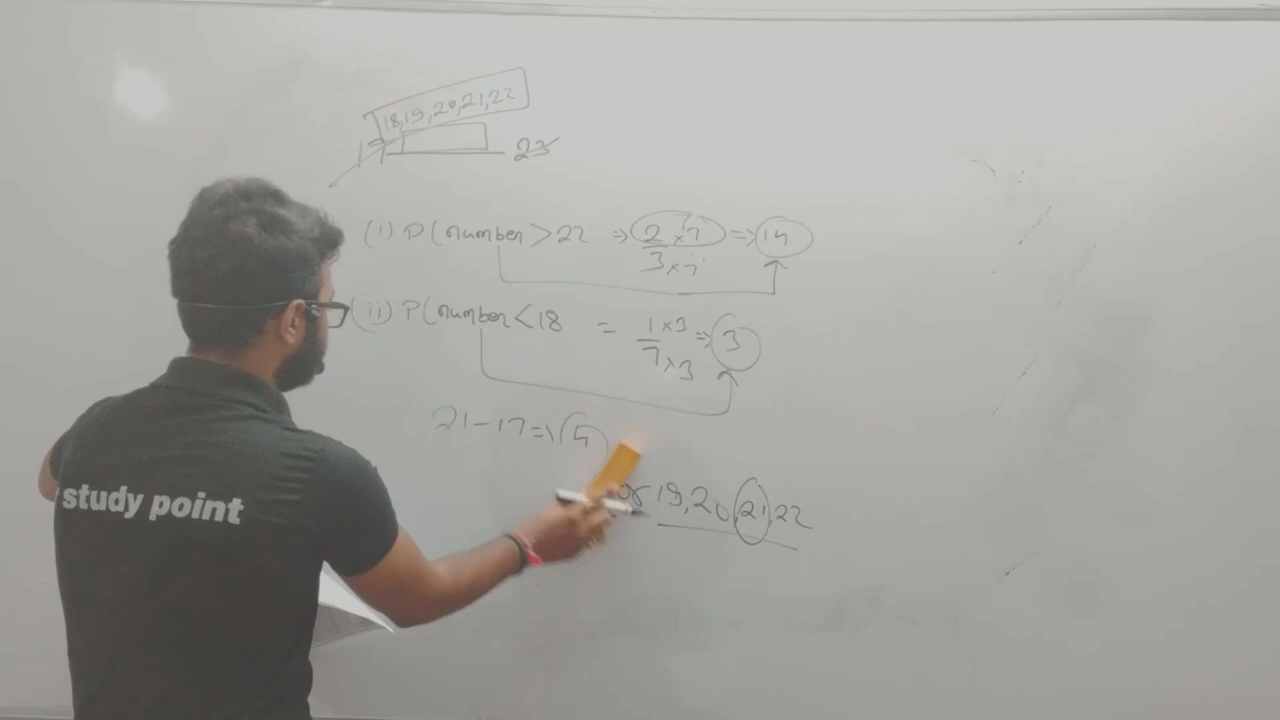 18,19,20,21,22
17 23
(i) P(number>22 ⇒ 2×7/3×7 ⇒ 14
(ii) P(number<18 = 1×3/7×3 ⇒ 3
21-17⇒4
or 19,20,21,22
study point